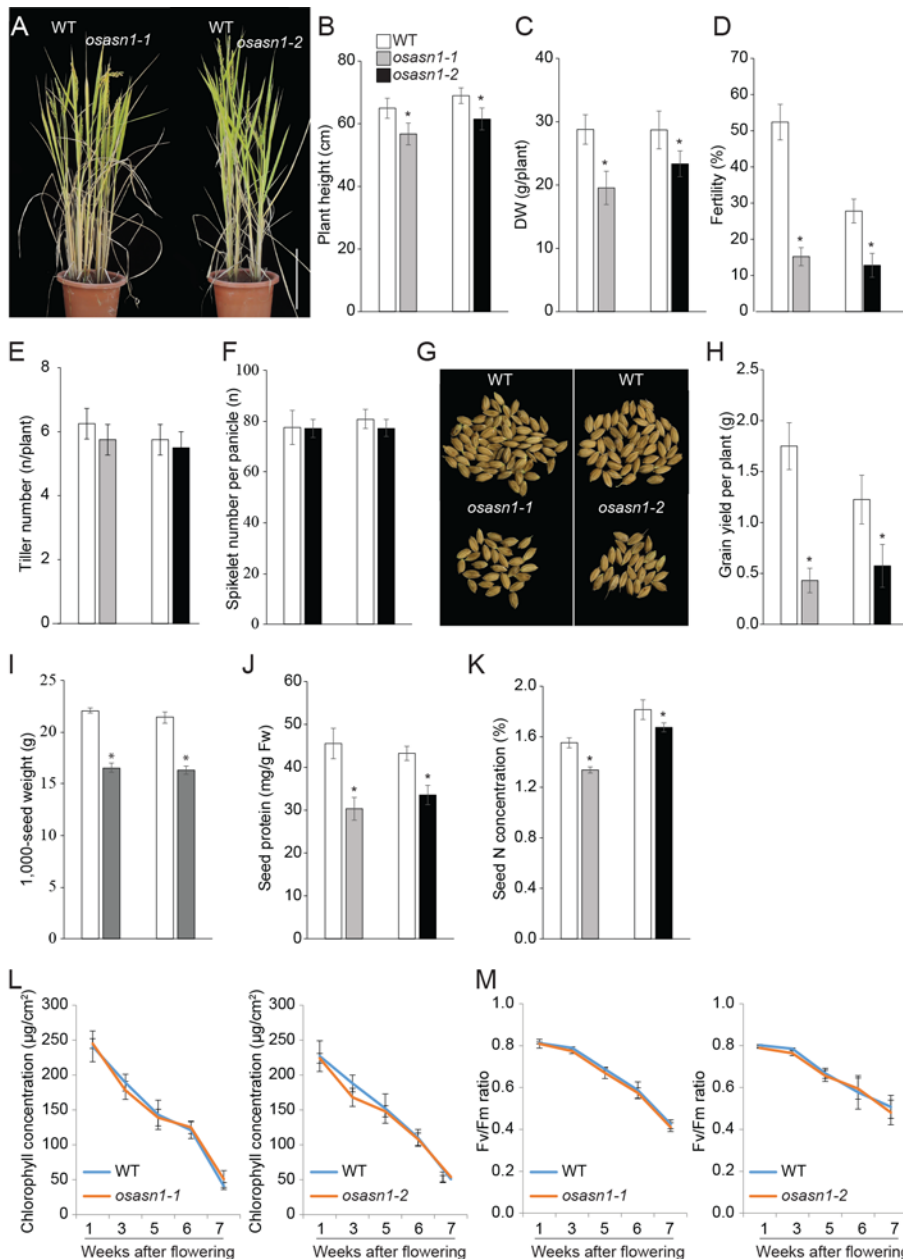 A
WT
osasn1-1
WT
osasn1-2
B
WT
osasn1-1
osasn1-2
Plant height (cm)
80
60
40
20
0
*
*
C
DW (g/plant)
40
30
20
10
0
*
*
D
Fertility (%)
60
50
40
30
20
10
0
*
*
E
Tiller number (n/plant)
8
6
4
2
0
F
Spikelet number per panicle (n)
100
80
60
40
20
0
G
WT
WT
osasn1-1
osasn1-2
H
Grain yield per plant (g)
2.0
1.5
1.0
0.5
0
*
*
I
1,000-seed weight (g)
25
20
15
10
5
0
*
*
J
Seed protein (mg/g Fw)
60
50
40
30
20
10
0
*
*
K
Seed N concentration (%)
2.0
1.6
1.2
0.8
0.4
0.0
*
*
L
Chlorophyll concentration (µg/cm²)
300
250
200
150
100
50
0
WT
osasn1-1
1 3 5 6 7
Weeks after flowering
Chlorophyll concentration (µg/cm²)
300
250
200
150
100
50
0
WT
osasn1-2
1 3 5 6 7
Weeks after flowering
M
Fv/Fm ratio
1.0
0.8
0.6
0.4
0.2
0.0
WT
osasn1-1
1 3 5 6 7
Weeks after flowering
Fv/Fm ratio
1.0
0.8
0.6
0.4
0.2
0.0
WT
osasn1-2
1 3 5 6 7
Weeks after flowering